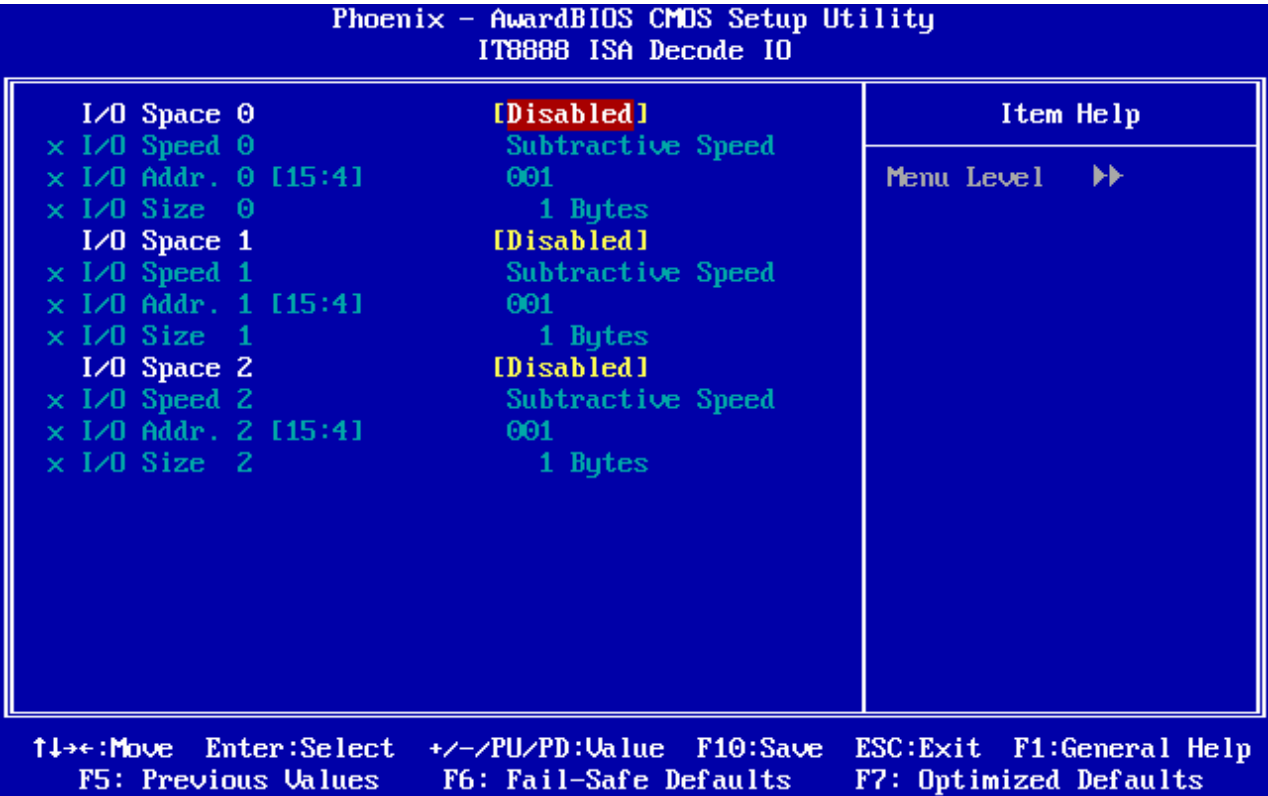 Phoenix - AwardBIOS CMOS Setup Utility
IT8888 ISA Decode IO
I/O Space 0 [Disabled]
x I/O Speed 0 Subtractive Speed
x I/O Addr. 0 [15:4] 001
x I/O Size 0 1 Bytes
I/O Space 1 [Disabled]
x I/O Speed 1 Subtractive Speed
x I/O Addr. 1 [15:4] 001
x I/O Size 1 1 Bytes
I/O Space 2 [Disabled]
x I/O Speed 2 Subtractive Speed
x I/O Addr. 2 [15:4] 001
x I/O Size 2 1 Bytes
Item Help
Menu Level ►►
↑↓→←:Move Enter:Select +/-/PU/PD:Value F10:Save ESC:Exit F1:General Help
F5: Previous Values F6: Fail-Safe Defaults F7: Optimized Defaults